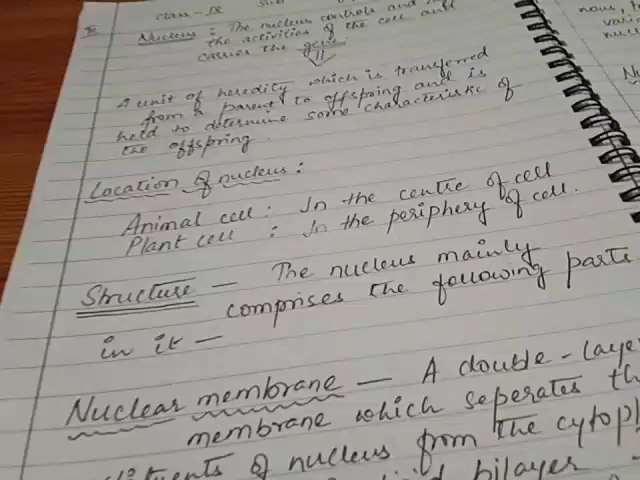 class - IX
Nucleus : The nucleus controls and
the activities of the cell and
carries the gene
A unit of heredity which is transferred
from a parent to offspring and is
held to determine some characteristic of
the offspring.
Location of nucleus :
Animal cell : In the centre of cell
Plant cell : In the periphery of cell.
Structure — The nucleus mainly
comprises the following parts
in it —
Nuclear membrane — A double-laye
membrane which seperates th
of nucleus from the cytopl
bilayer
now,